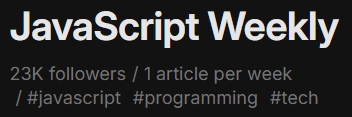 JavaScript Weekly
23K followers / 1 article per week
/ #javascript #programming #tech